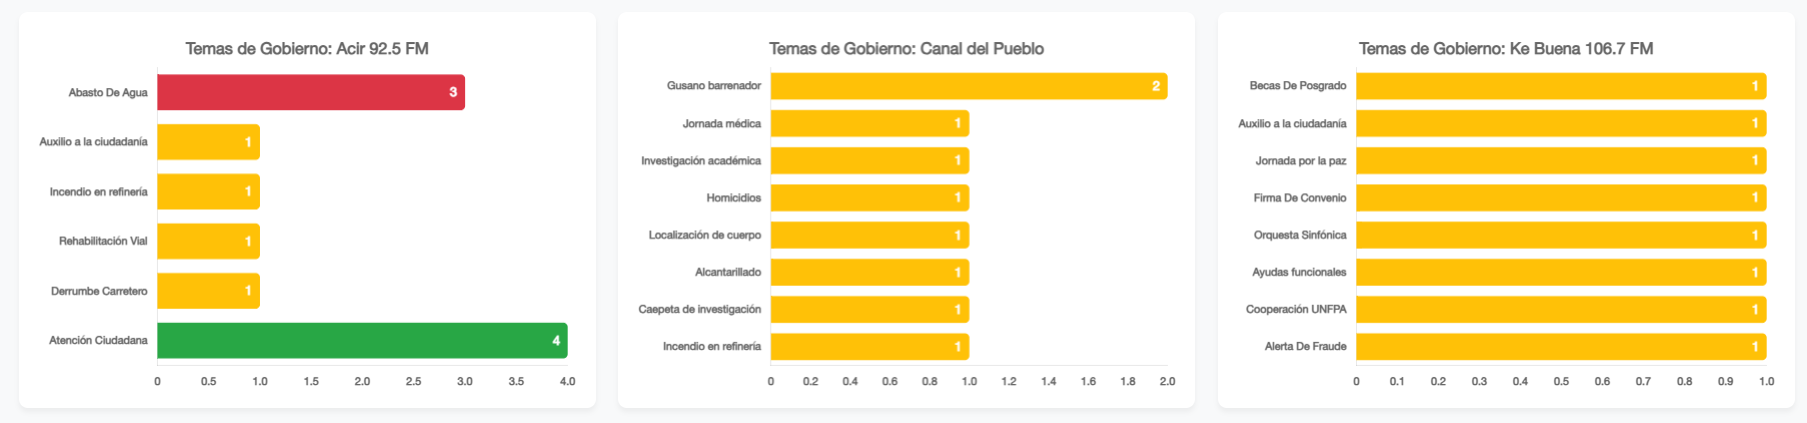 Temas de Gobierno: Acir 92.5 FM
Abasto De Agua
3
Auxilio a la ciudadanía
1
Incendio en refinería
1
Rehabilitación Vial
1
Derrumbe Carretero
1
Atención Ciudadana
4
0 0.5 1.0 1.5 2.0 2.5 3.0 3.5 4.0
Temas de Gobierno: Canal del Pueblo
Gusano barrenador
2
Jornada médica
1
Investigación académica
1
Homicidios
1
Localización de cuerpo
1
Alcantarillado
1
Caepeta de investigación
1
Incendio en refinería
1
0 0.2 0.4 0.6 0.8 1.0 1.2 1.4 1.6 1.8 2.0
Temas de Gobierno: Ke Buena 106.7 FM
Becas De Posgrado
1
Auxilio a la ciudadanía
1
Jornada por la paz
1
Firma De Convenio
1
Orquesta Sinfónica
1
Ayudas funcionales
1
Cooperación UNFPA
1
Alerta De Fraude
1
0 0.1 0.2 0.3 0.4 0.5 0.6 0.7 0.8 0.9 1.0